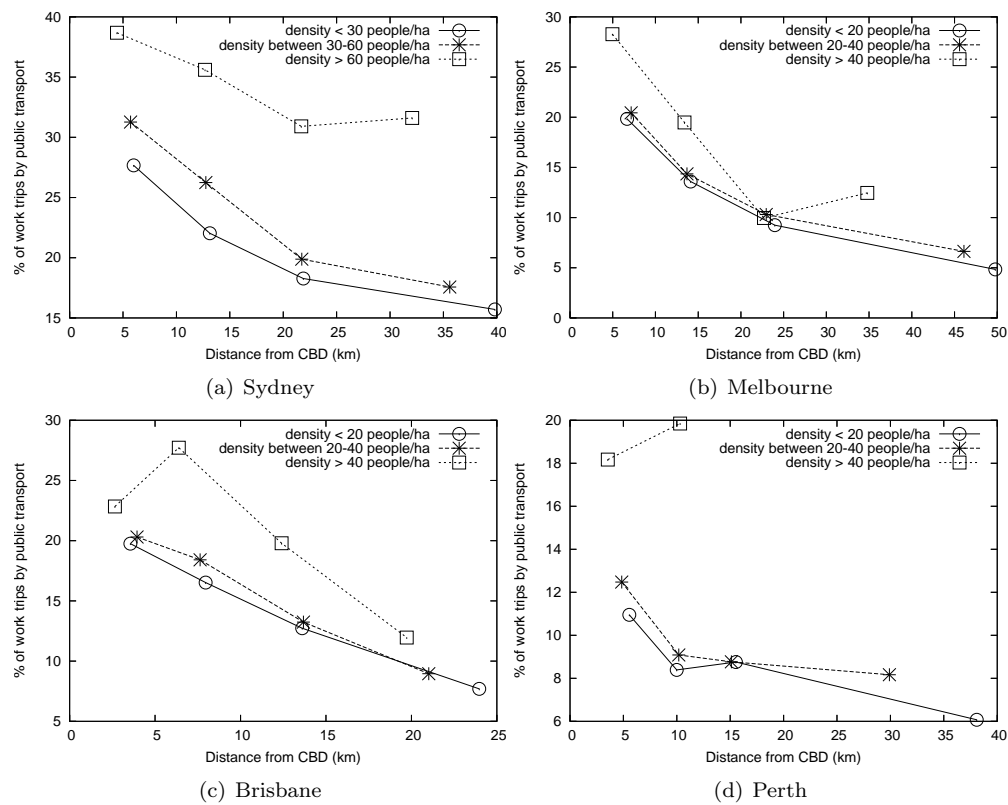 40
35
30
25
20
15
% of work trips by public transport
density < 30 people/ha
density between 30-60 people/ha
density > 60 people/ha
0 5 10 15 20 25 30 35 40
Distance from CBD (km)
(a) Sydney
30
25
20
15
10
5
0
% of work trips by public transport
density < 20 people/ha
density between 20-40 people/ha
density > 40 people/ha
0 5 10 15 20 25 30 35 40 45 50
Distance from CBD (km)
(b) Melbourne
30
25
20
15
10
5
% of work trips by public transport
density < 20 people/ha
density between 20-40 people/ha
density > 40 people/ha
0 5 10 15 20 25
Distance from CBD (km)
(c) Brisbane
20
18
16
14
12
10
8
6
% of work trips by public transport
density < 20 people/ha
density between 20-40 people/ha
density > 40 people/ha
0 5 10 15 20 25 30 35 40
Distance from CBD (km)
(d) Perth